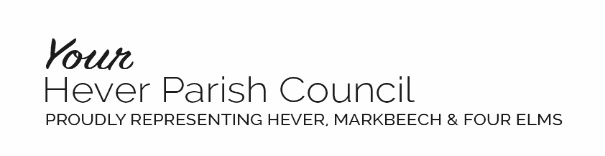 Your
Hever Parish Council
PROUDLY REPRESENTING HEVER, MARKBEECH & FOUR ELMS